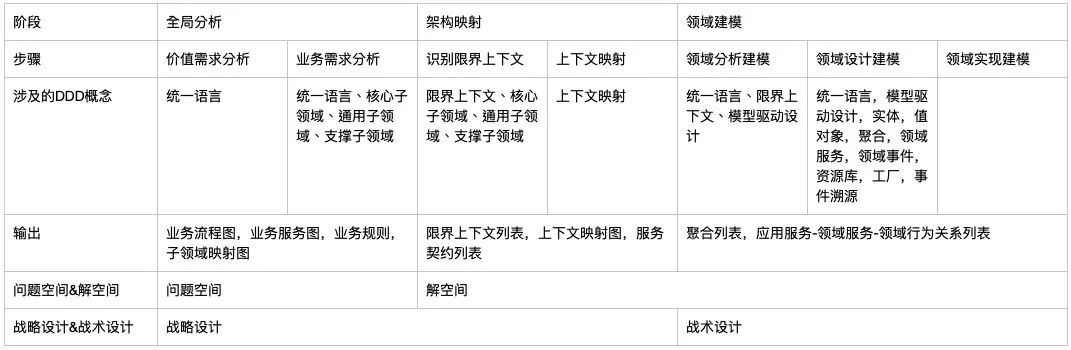 阶段 全局分析 架构映射 领域建模
步骤 价值需求分析 业务需求分析 识别限界上下文 上下文映射 领域分析建模 领域设计建模 领域实现建模
涉及的DDD概念
统一语言
统一语言、核心子
领域、通用子领
域、支撑子领域
限界上下文、核心
子领域、通用子领
域、支撑子领域
上下文映射
统一语言、限界上
下文、模型驱动设
计
统一语言，模型驱
动设计，实体，值
对象，聚合，领域
服务，领域事件，
资源库，工厂，事
件溯源
输出
业务流程图，业务服务图，业务规则，
子领域映射图
限界上下文列表，上下文映射图，服务
契约列表
聚合列表，应用服务-领域服务-领域行为关系列表
问题空间&解空间 问题空间 解空间
战略设计&战术设计 战略设计 战术设计